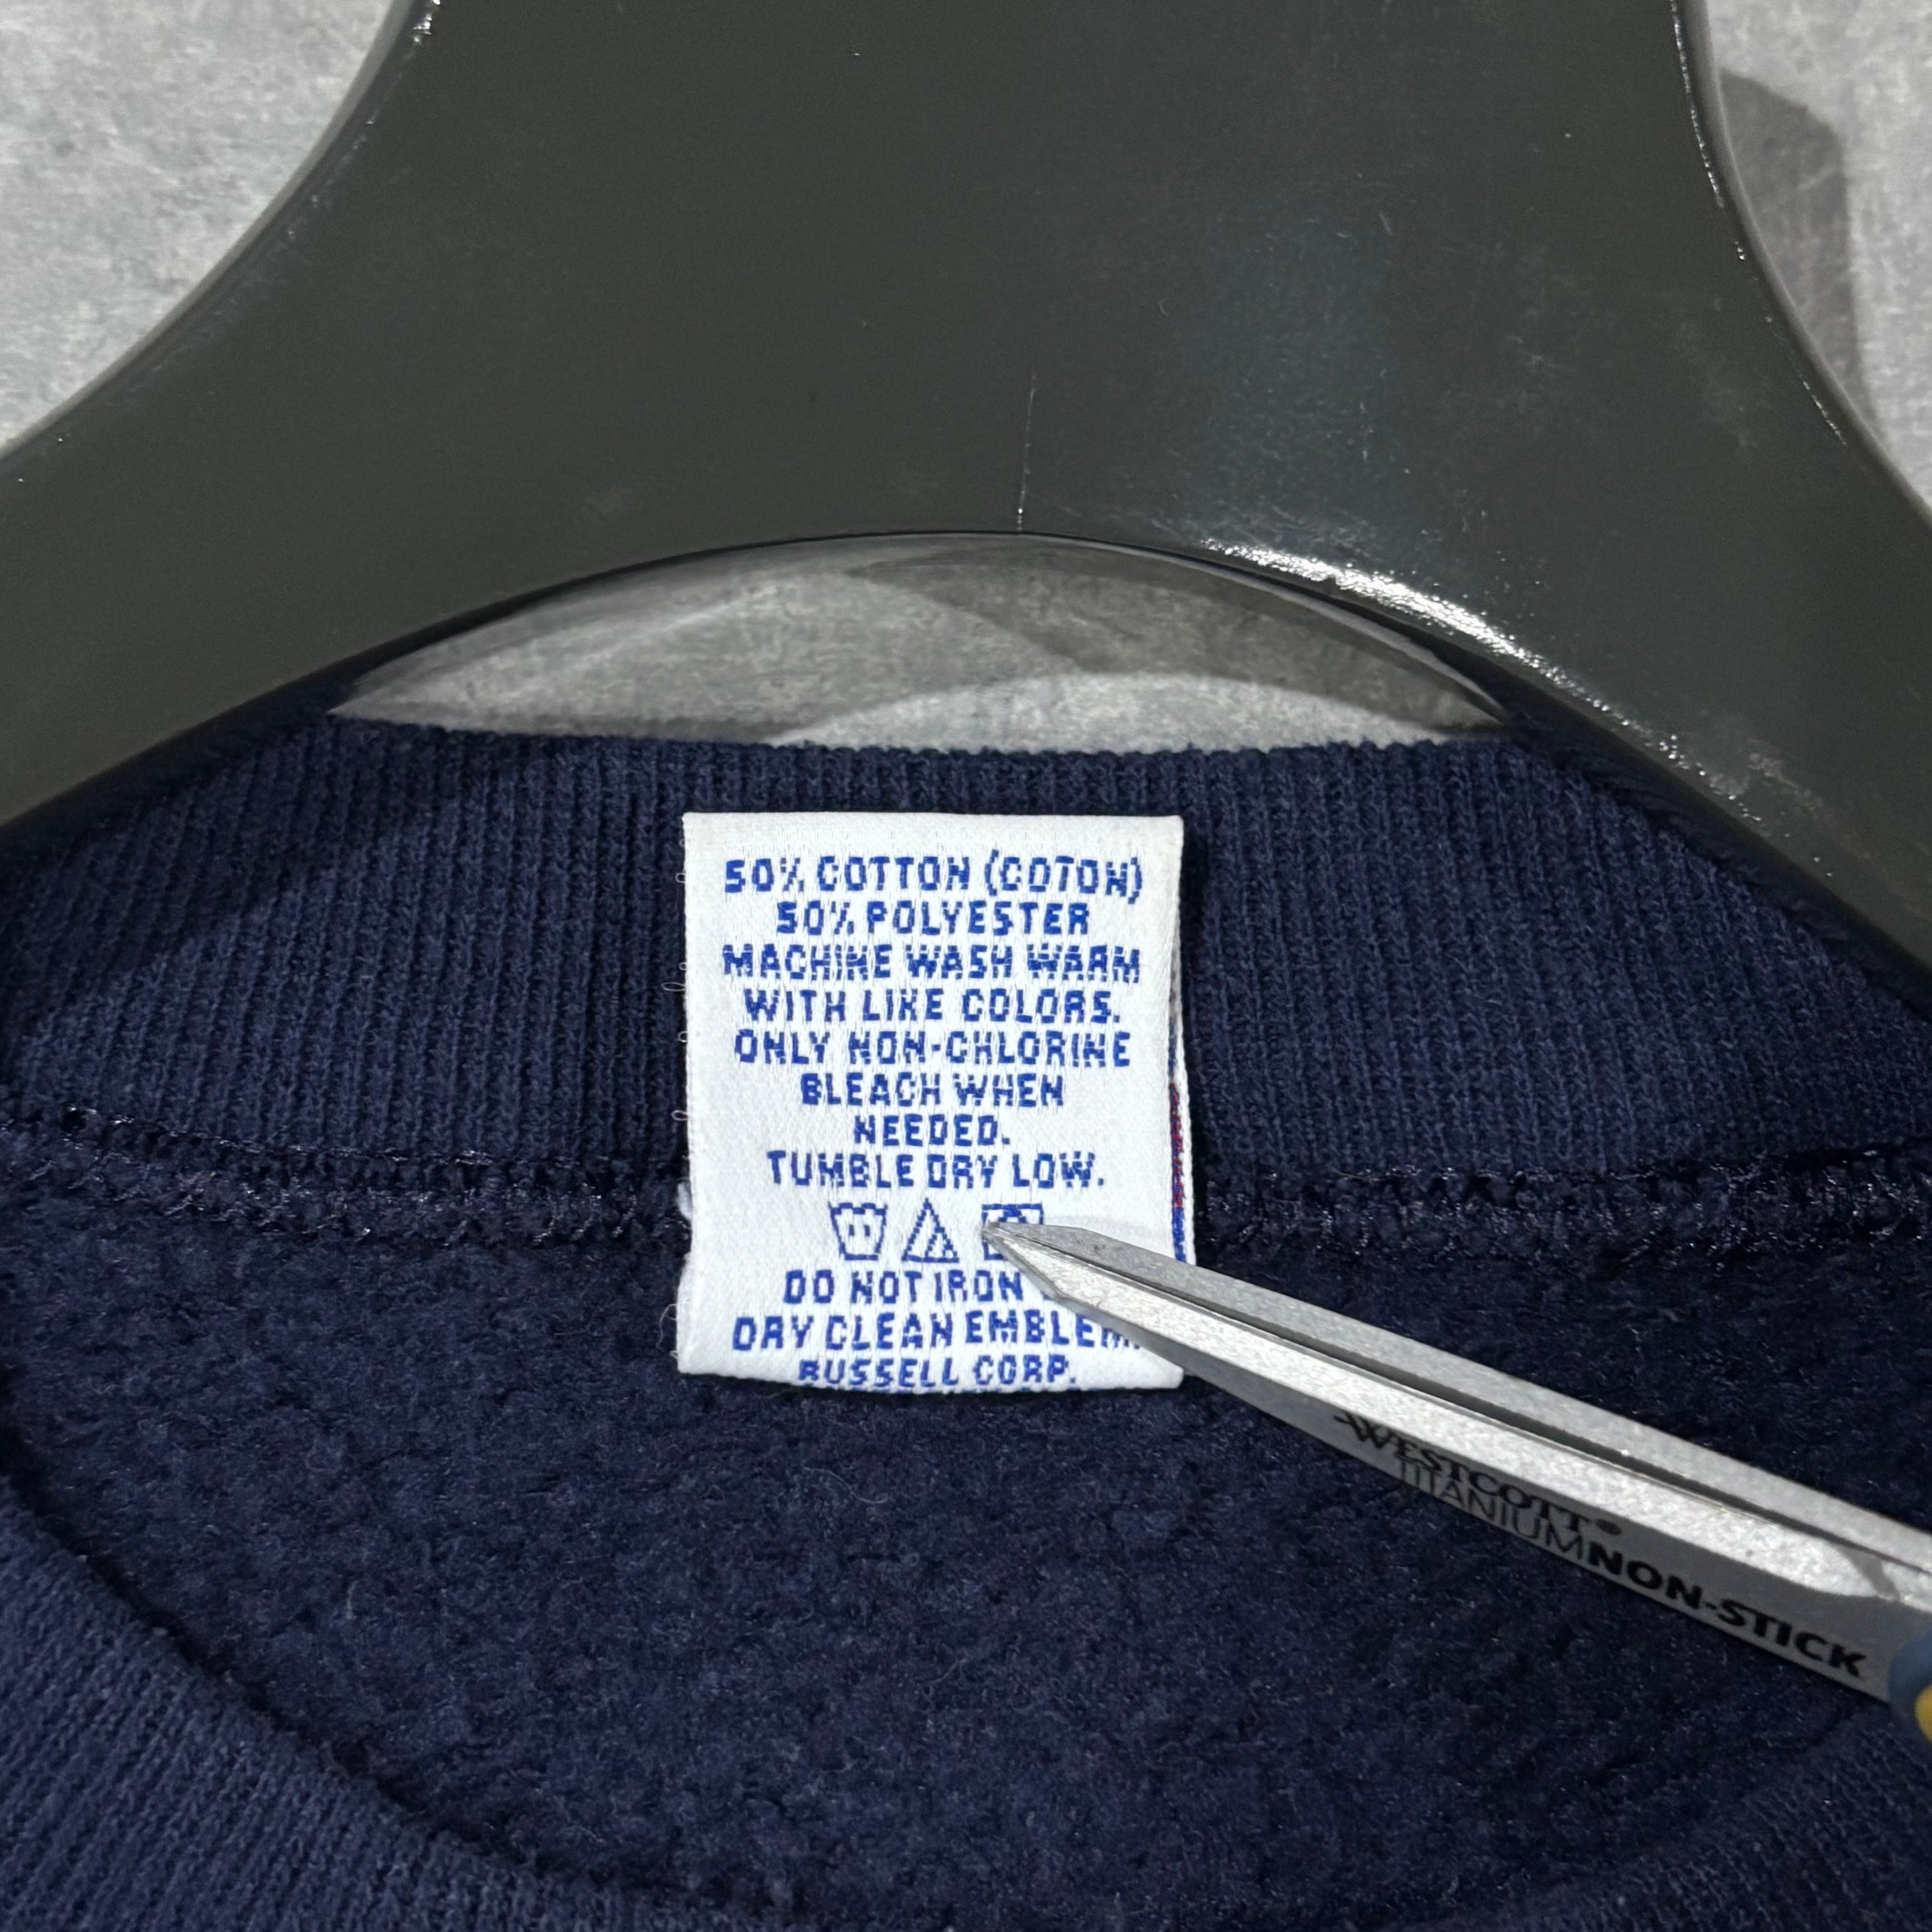 50% COTTON (COTON)
50% POLYESTER
MACHINE WASH WARM
WITH LIKE COLORS.
ONLY NON-CHLORINE
BLEACH WHEN
NEEDED.
TUMBLE DRY LOW.
DO NOT IRON
DRY CLEAN EMBLEM.
RUSSELL CORP.
WESTCOTT®
TITANIUM NON-STICK